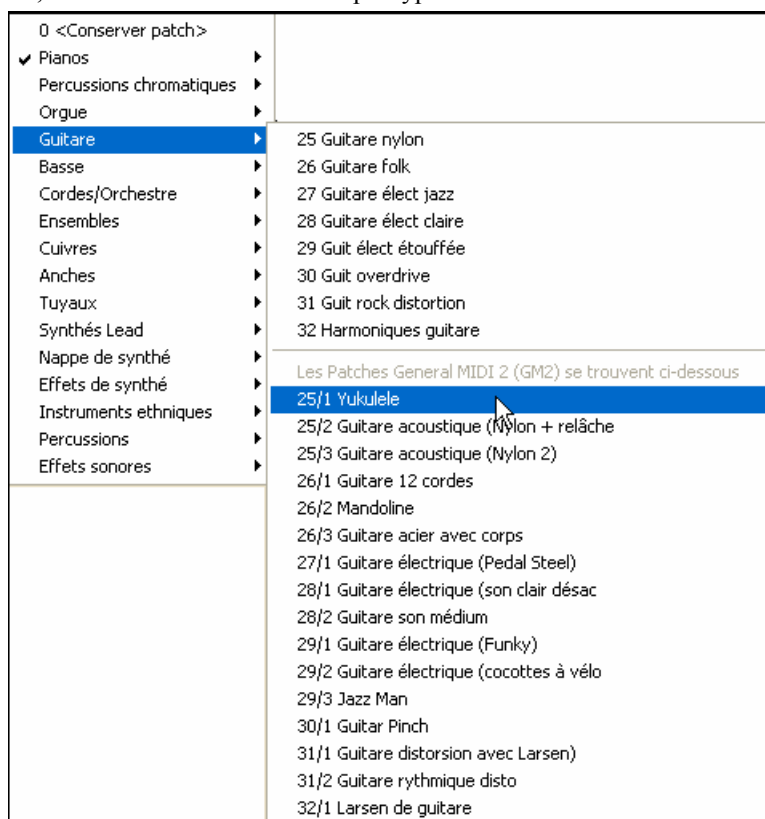 0 <Conserver patch>
Pianos
Percussions chromatiques
Orgue
Guitare
Basse
Cordes/Orchestre
Ensembles
Cuivres
Anches
Tuyaux
Synthés Lead
Nappe de synthé
Effets de synthé
Instruments ethniques
Percussions
Effets sonores
25 Guitare nylon
26 Guitare folk
27 Guitare élect jazz
28 Guitare élect claire
29 Guit élect étouffée
30 Guit overdrive
31 Guit rock distortion
32 Harmoniques guitare
Les Patches General MIDI 2 (GM2) se trouvent ci-dessous
25/1 Yukulele
25/2 Guitare acoustique (Nylon + relâche
25/3 Guitare acoustique (Nylon 2)
26/1 Guitare 12 cordes
26/2 Mandoline
26/3 Guitare acier avec corps
27/1 Guitare électrique (Pedal Steel)
28/1 Guitare électrique (son clair désac
28/2 Guitare son médium
29/1 Guitare électrique (Funky)
29/2 Guitare électrique (cocottes à vélo
29/3 Jazz Man
30/1 Guitar Pinch
31/1 Guitare distorsion avec Larsen)
31/2 Guitare rythmique disto
32/1 Larsen de guitare